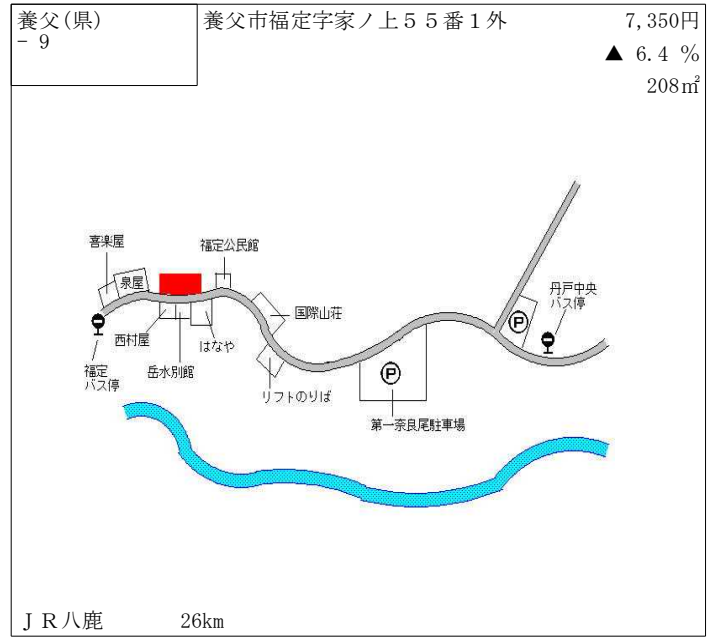 養父(県)
- 9
養父市福定字家ノ上５５番１外
7,350円
▲ 6.4 %
208㎡
喜楽屋
泉屋
福定公民館
国際山荘
丹戸中央
バス停
P
西村屋
はなや
福定
バス停
岳水別館
リフトのりば
P
第一奈良尾駐車場
ＪＲ八鹿 26km